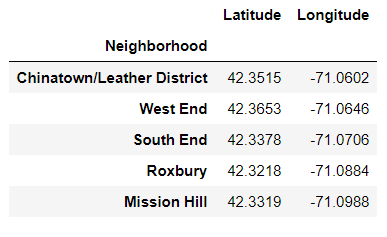 Latitude Longitude
Neighborhood
Chinatown/Leather District 42.3515 -71.0602
West End 42.3653 -71.0646
South End 42.3378 -71.0706
Roxbury 42.3218 -71.0884
Mission Hill 42.3319 -71.0988